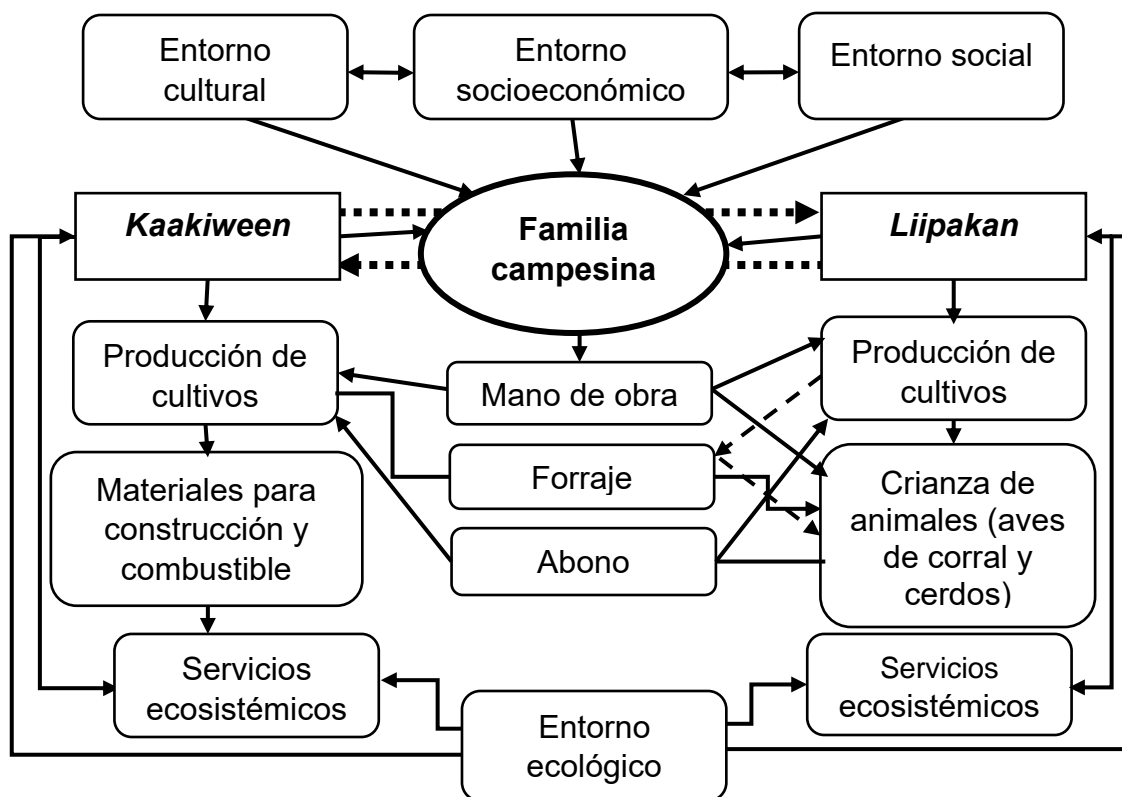 Entorno
cultural
Entorno
socioeconómico
Entorno social
Kaakiween
Familia
campesina
Liipakan
Producción de
cultivos
Mano de obra
Producción de
cultivos
Materiales para
construcción y
combustible
Forraje
Abono
Crianza de
animales (aves
de corral y
cerdos)
Servicios
ecosistémicos
Entorno
ecológico
Servicios
ecosistémicos